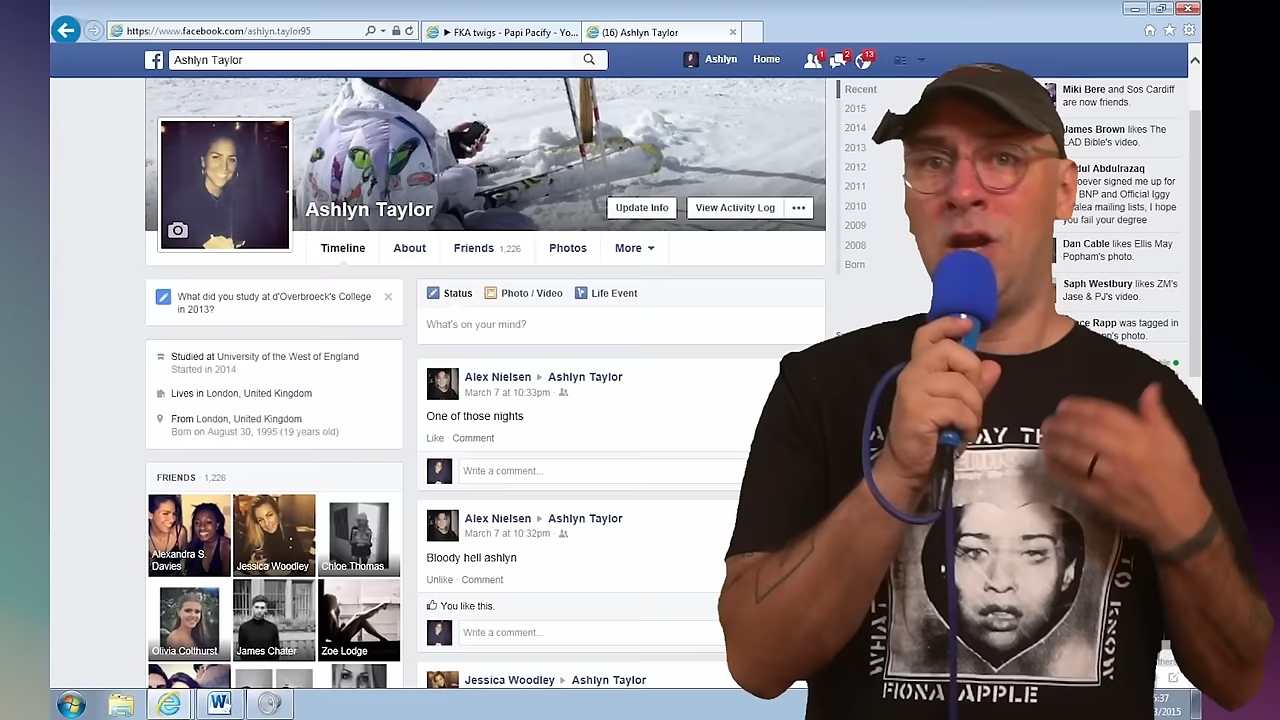 https://www.facebook.com/ashlyn.taylor95
FKA twigs - Papi Pacify - Yo...
(16) Ashlyn Taylor
Ashlyn Taylor
Ashlyn
Home
1
2
13
Ashlyn Taylor
Update Info
View Activity Log
Timeline
About
Friends 1,226
Photos
More
What did you study at d'Overbroeck's College
in 2013?
Studied at University of the West of England
Started in 2014
Lives in London, United Kingdom
From London, United Kingdom
Born on August 30, 1995 (19 years old)
FRIENDS · 1,226
Alexandra S.
Davies
Jessica Woodley
Chloe Thomas
Olivia Colthurst
James Chater
Zoe Lodge
Status
Photo / Video
Life Event
What's on your mind?
Alex Nielsen
Ashlyn Taylor
March 7 at 10:33pm
One of those nights
Like · Comment
Write a comment...
Alex Nielsen
Ashlyn Taylor
March 7 at 10:32pm
Bloody hell ashlyn
Unlike · Comment
You like this.
Write a comment...
Jessica Woodley
Ashlyn Taylor
Recent
2015
2014
2013
2012
2011
2010
2009
2008
Born
Miki Bere and Sos Cardiff
are now friends.
James Brown likes The
LAD Bible's video.
BNP and Official Iggy
mailing lists, I hope
you fail your degree
Dan Cable likes Ellis May
Popham's photo.
Saph Westbury likes ZM's
Jase & PJ's video.
Rapp was tagged in
photo.
WHAT
TO KNOW
FIONA APPLE